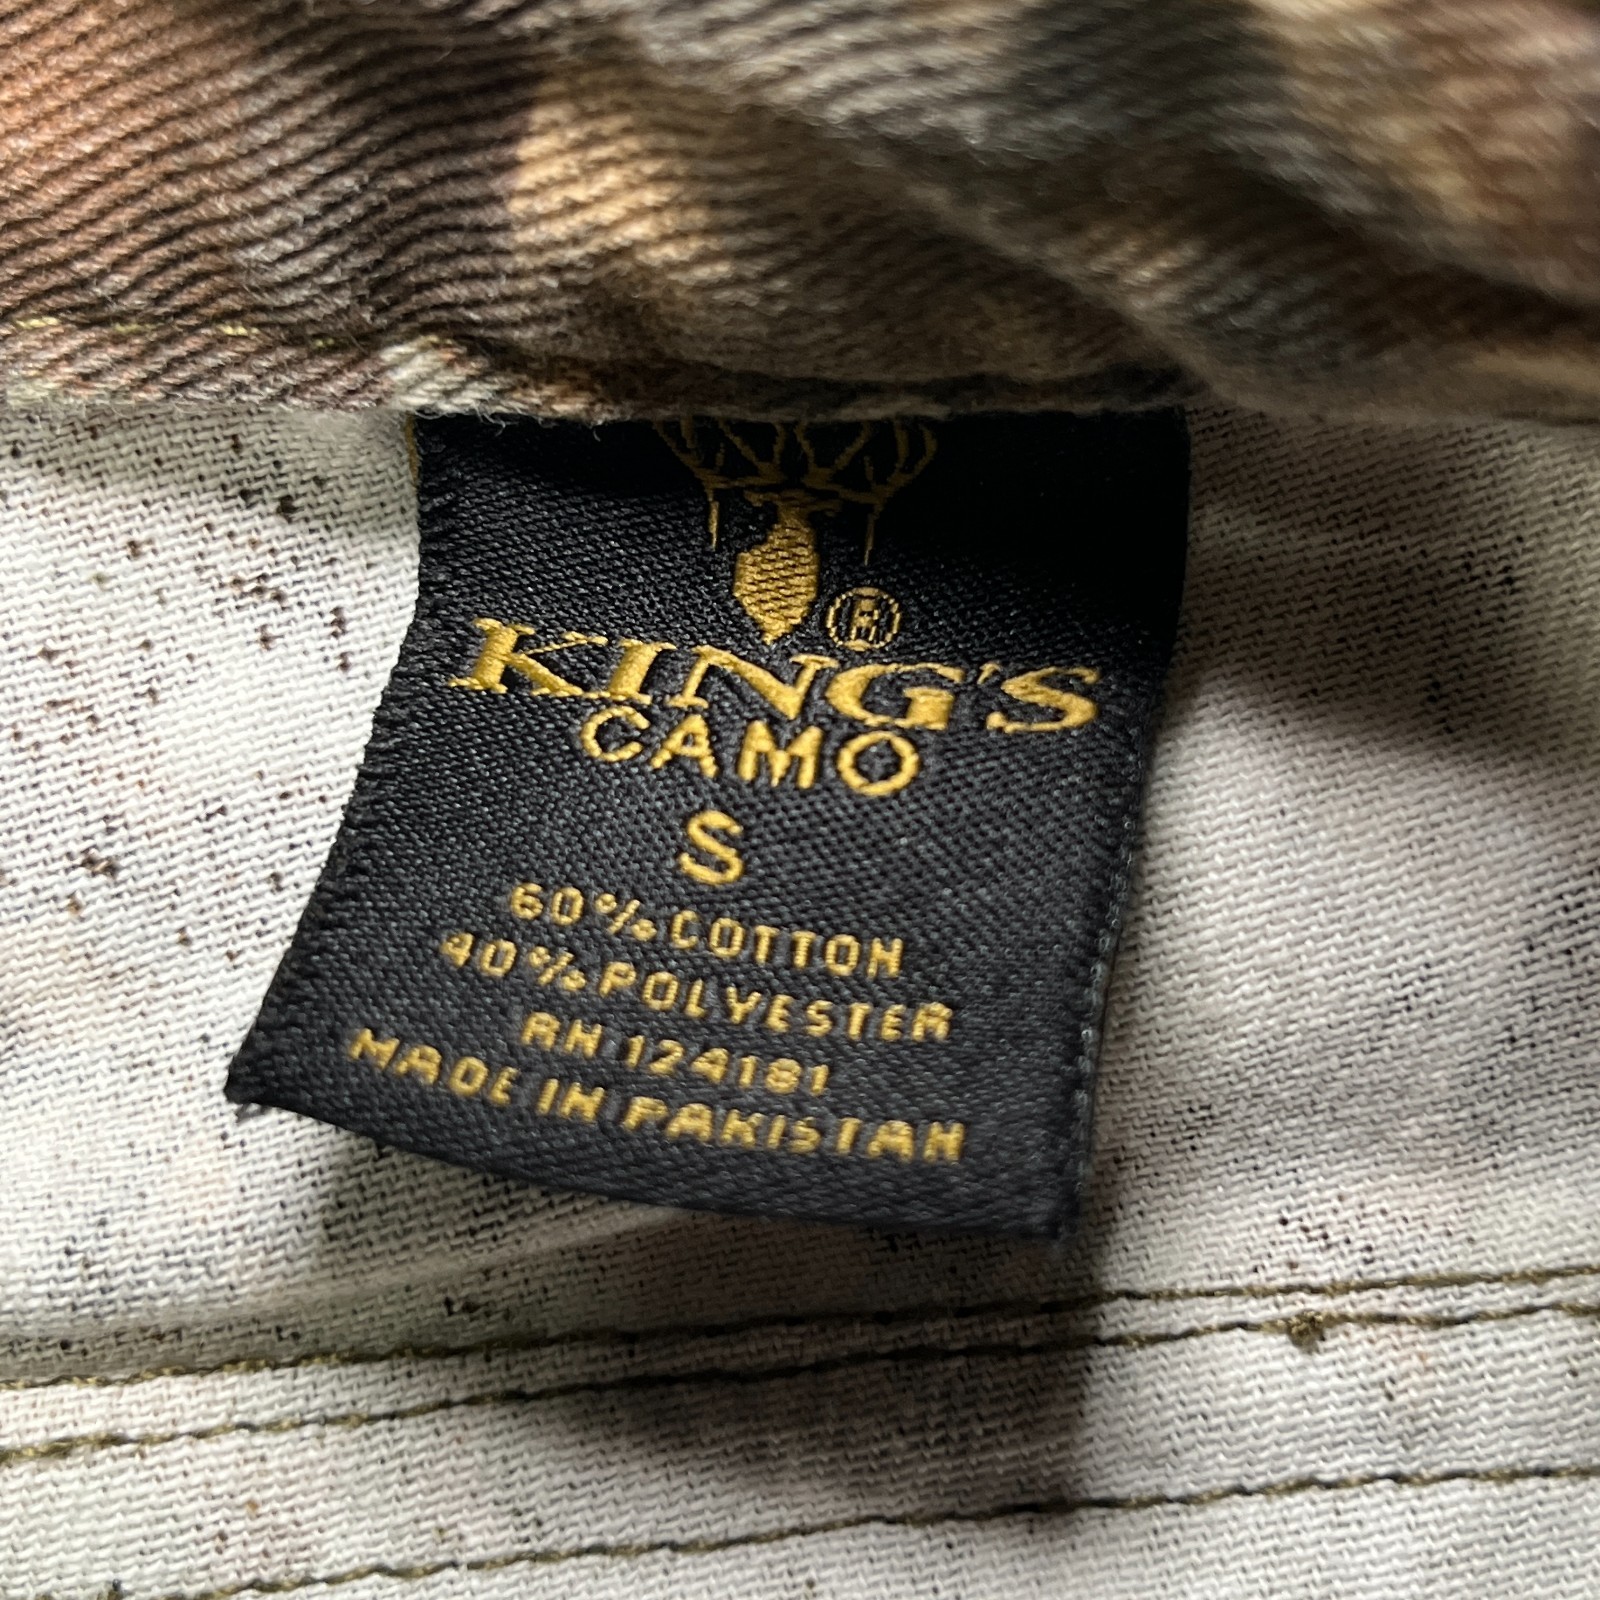 ®
KING'S
CAMO
S
60% COTTON
40% POLYESTER
RN 124181
MADE IN PAKISTAN